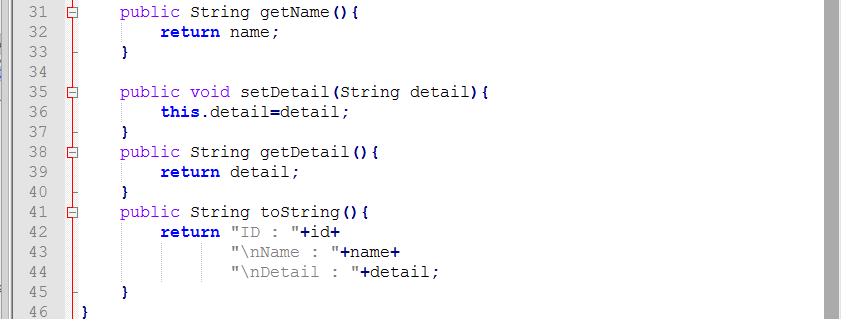 31 public String getName(){
32 return name;
33 }
34
35 public void setDetail(String detail){
36 this.detail=detail;
37 }
38 public String getDetail(){
39 return detail;
40 }
41 public String toString(){
42 return "ID : "+id+
43 "\nName : "+name+
44 "\nDetail : "+detail;
45 }
46 }